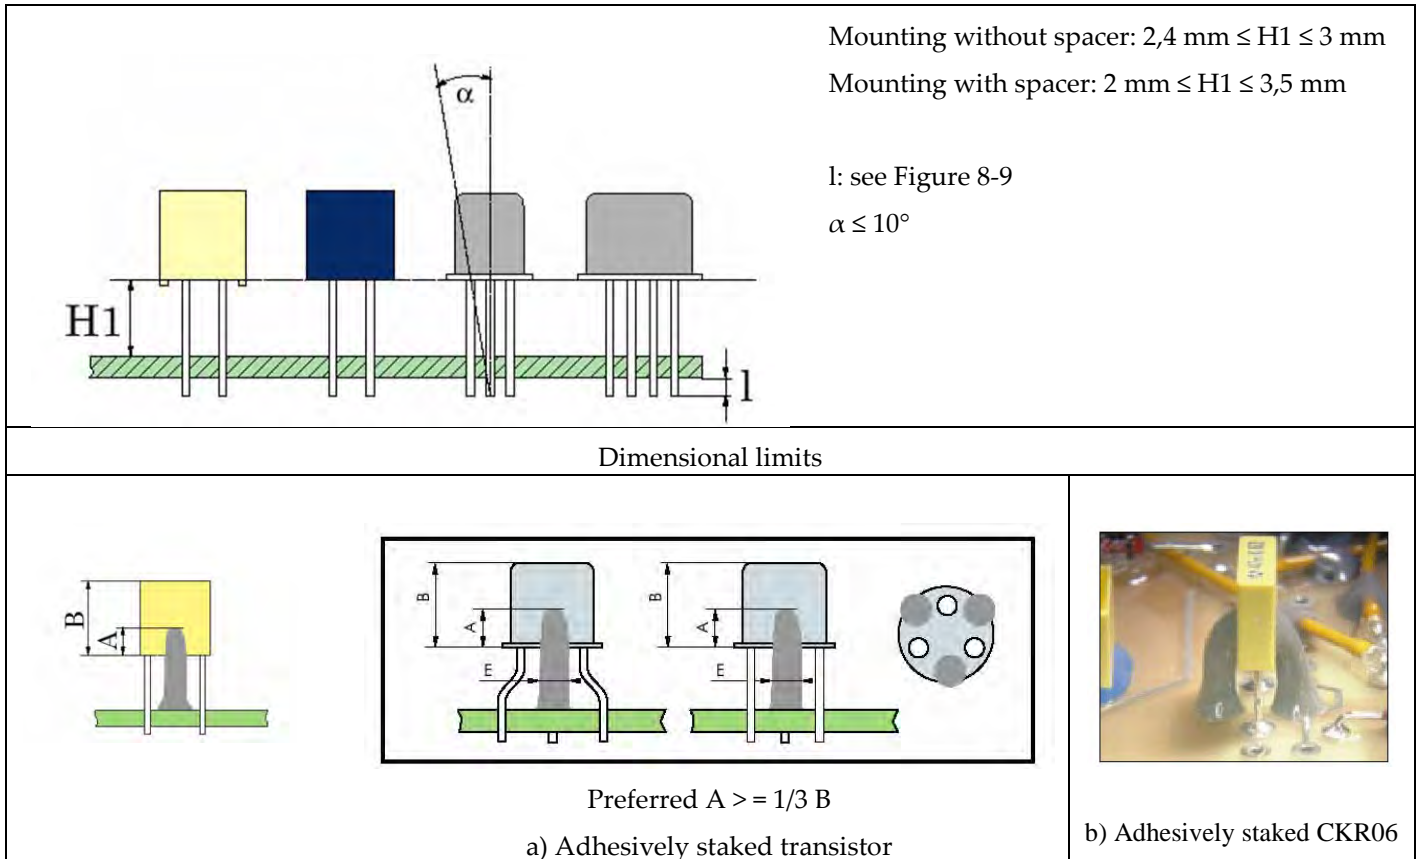 Mounting without spacer: 2,4 mm ≤ H1 ≤ 3 mm
Mounting with spacer: 2 mm ≤ H1 ≤ 3,5 mm
l: see Figure 8-9
α ≤ 10°
α
H1
l
Dimensional limits
B
A
B
A
E
B
A
E
Preferred A > = 1/3 B
a) Adhesively staked transistor
b) Adhesively staked CKR06